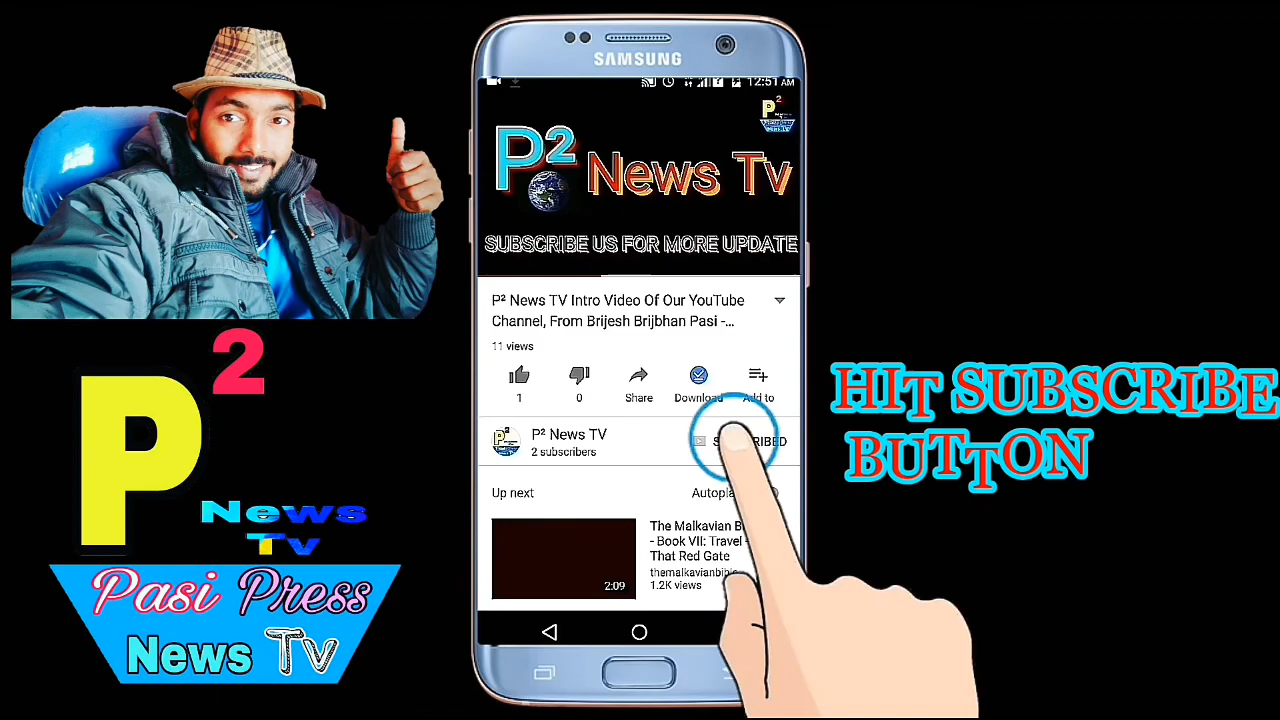 SAMSUNG
12:51 AM
P²
News Tv
SUBSCRIBE US FOR MORE UPDATE
P² News TV Intro Video Of Our YouTube
Channel, From Brijesh Brijbhan Pasi -...
11 views
1
0
Share
Download
Add to
P² News TV
2 subscribers
Up next
The Malkavian
- Book VII: Travel -
That Red Gate
2:09
1.2K views
HIT SUBSCRIBE
BUTTON
P²
News
Tv
Pasi Press
News Tv